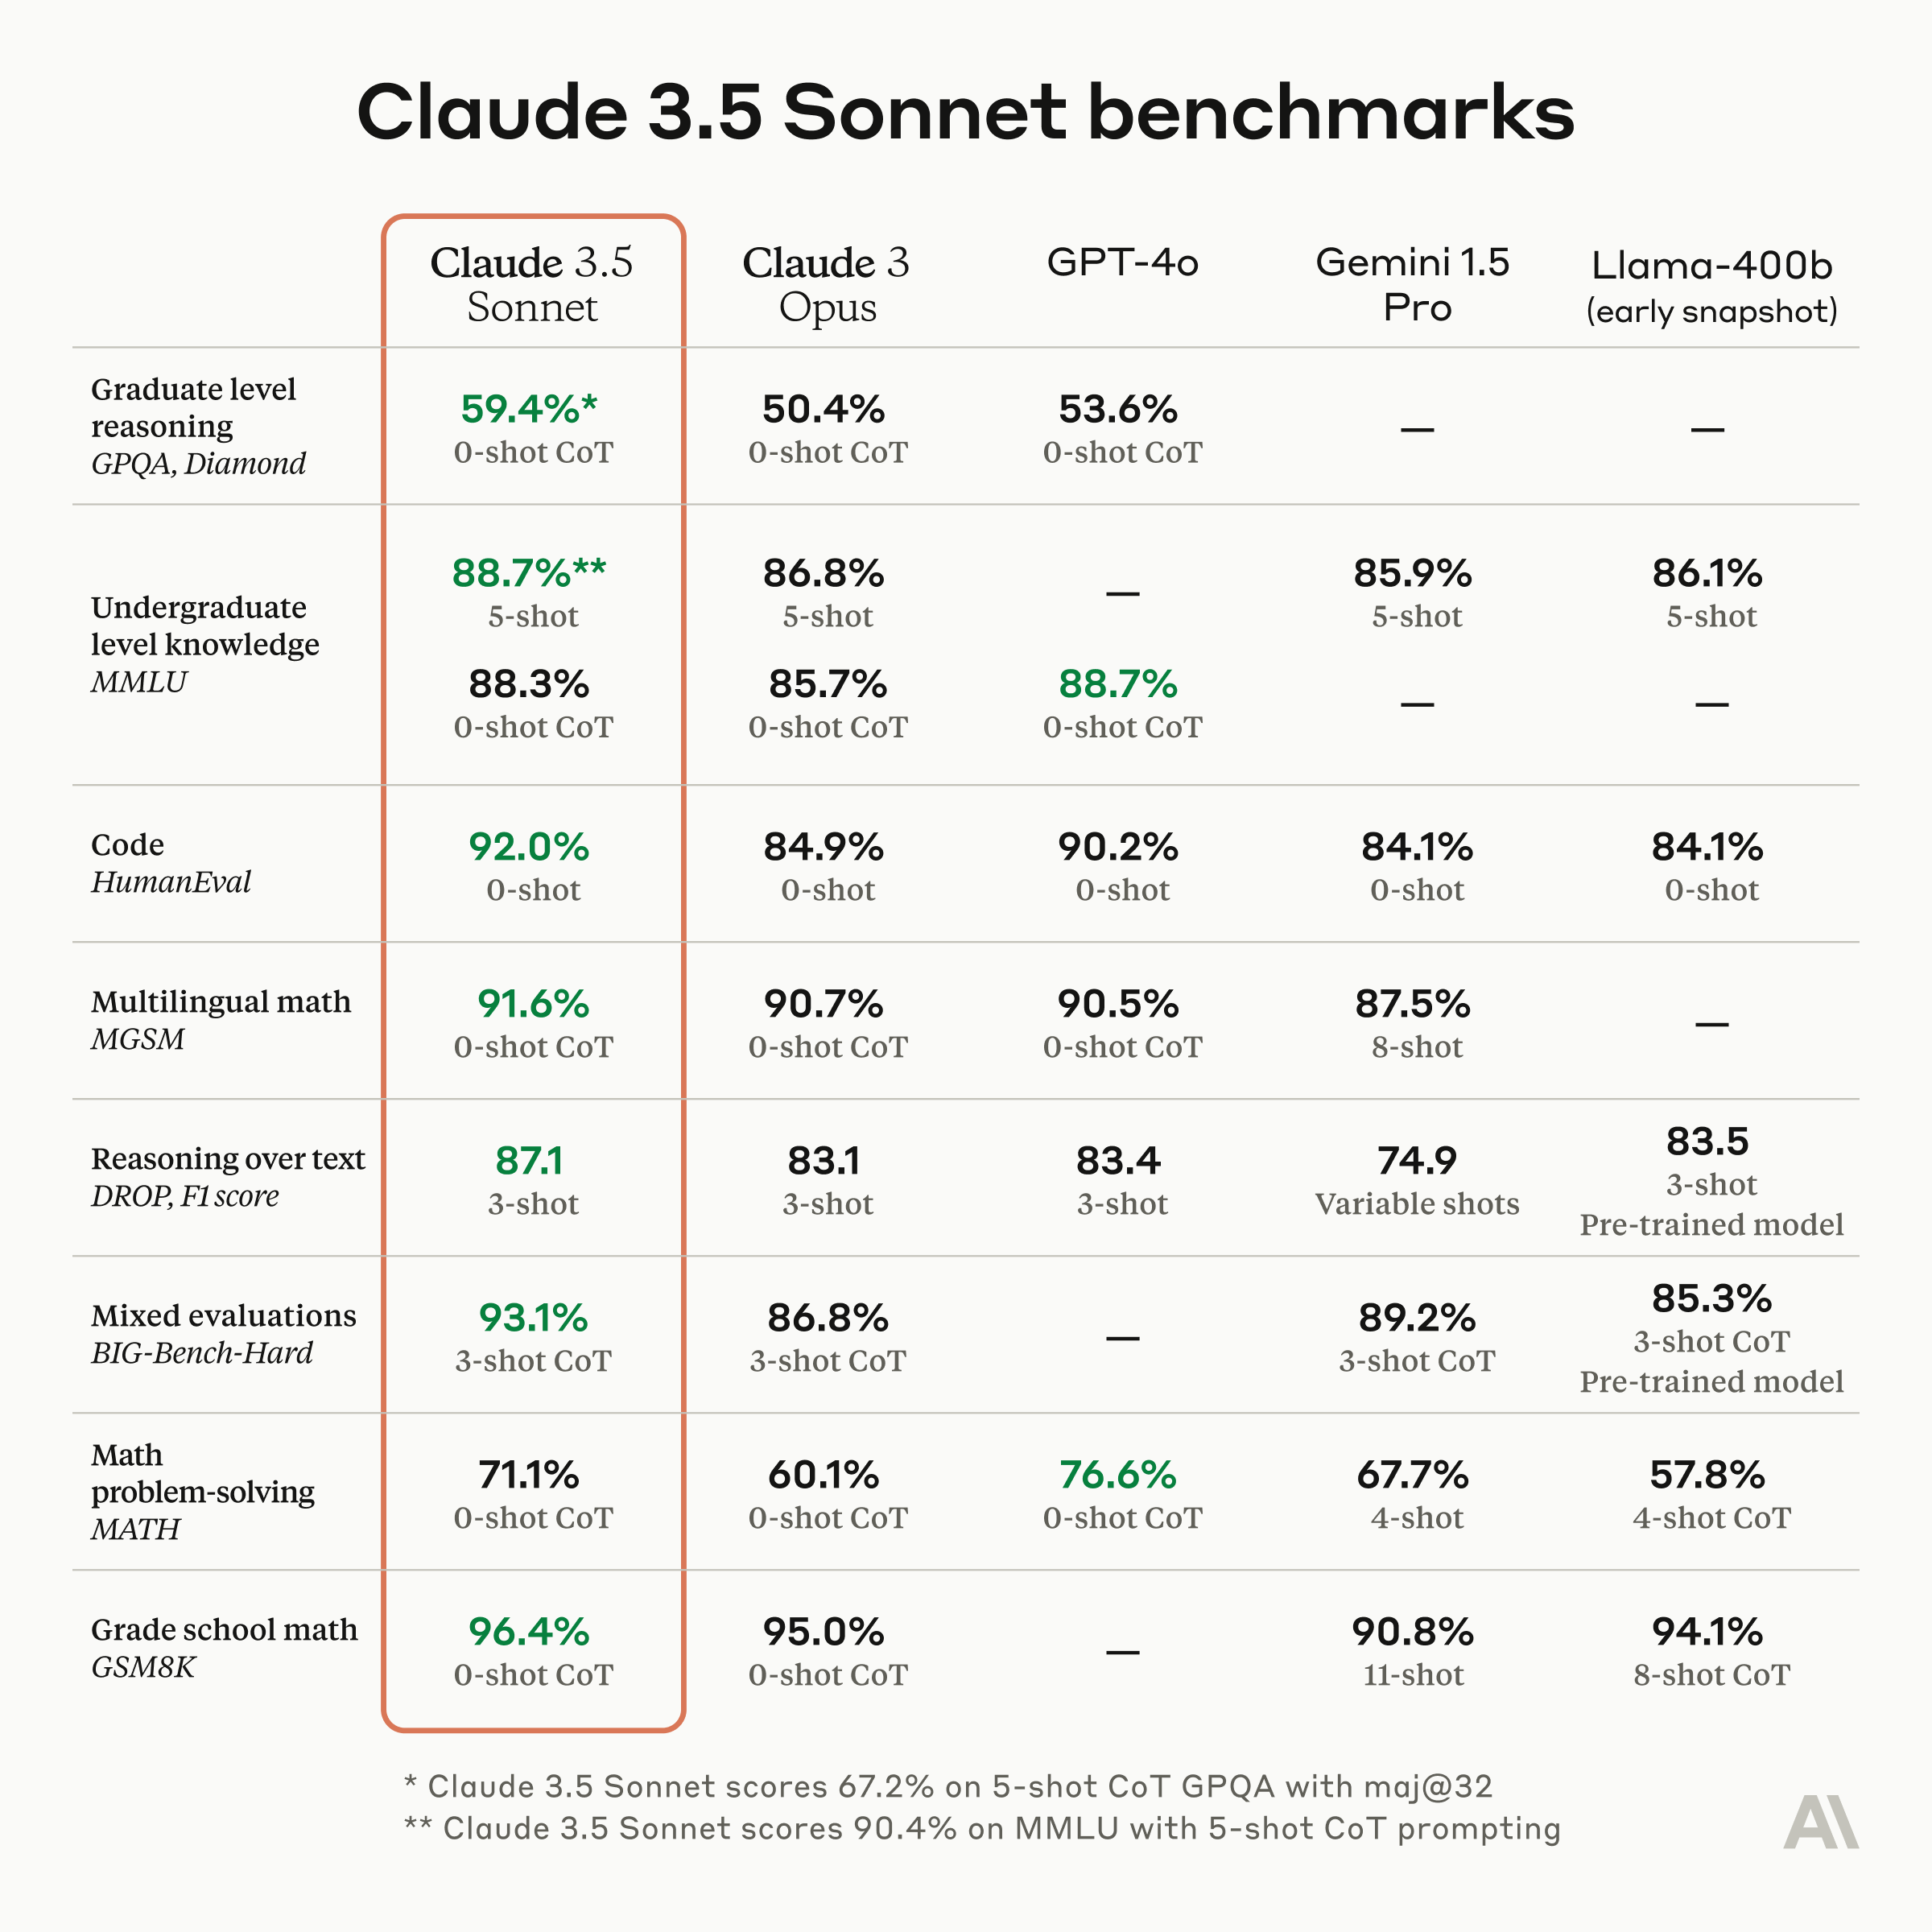 Claude 3.5 Sonnet benchmarks
Claude 3.5
Sonnet
Claude 3
Opus
GPT-4o
Gemini 1.5
Pro
Llama-400b
(early snapshot)
Graduate level
reasoning
GPQA, Diamond
59.4%*
0-shot CoT
50.4%
0-shot CoT
53.6%
0-shot CoT
—
—
Undergraduate
level knowledge
MMLU
88.7%**
5-shot
86.8%
5-shot
—
85.9%
5-shot
86.1%
5-shot
88.3%
0-shot CoT
85.7%
0-shot CoT
88.7%
0-shot CoT
—
—
Code
HumanEval
92.0%
0-shot
84.9%
0-shot
90.2%
0-shot
84.1%
0-shot
84.1%
0-shot
Multilingual math
MGSM
91.6%
0-shot CoT
90.7%
0-shot CoT
90.5%
0-shot CoT
87.5%
8-shot
—
Reasoning over text
DROP, F1 score
87.1
3-shot
83.1
3-shot
83.4
3-shot
74.9
Variable shots
83.5
3-shot
Pre-trained model
Mixed evaluations
BIG-Bench-Hard
93.1%
3-shot CoT
86.8%
3-shot CoT
—
89.2%
3-shot CoT
85.3%
3-shot CoT
Pre-trained model
Math
problem-solving
MATH
71.1%
0-shot CoT
60.1%
0-shot CoT
76.6%
0-shot CoT
67.7%
4-shot
57.8%
4-shot CoT
Grade school math
GSM8K
96.4%
0-shot CoT
95.0%
0-shot CoT
—
90.8%
11-shot
94.1%
8-shot CoT
* Claude 3.5 Sonnet scores 67.2% on 5-shot CoT GPQA with maj@32
** Claude 3.5 Sonnet scores 90.4% on MMLU with 5-shot CoT prompting
A\